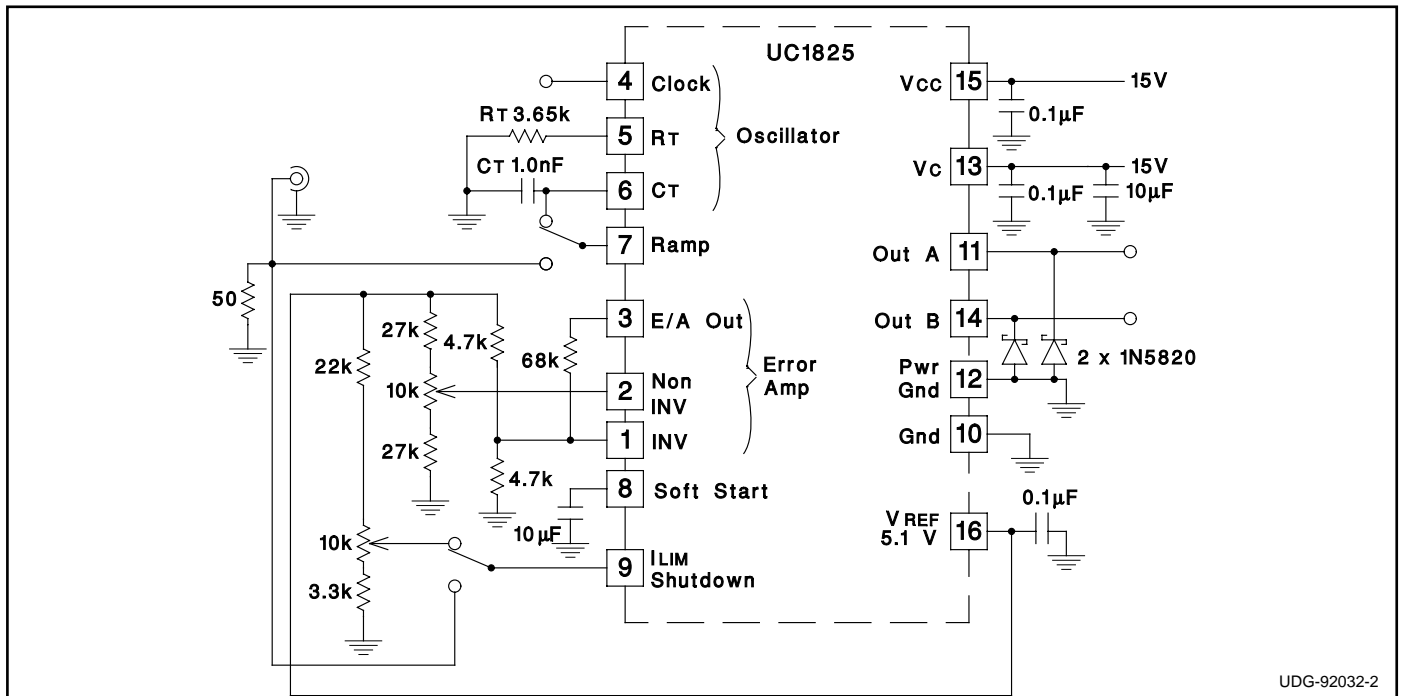 UC1825
4 Clock
RT 3.65k
5 RT
Oscillator
CT 1.0nF
6 CT
7 Ramp
50
27k
4.7k
3 E/A Out
22k
68k
Error
Amp
10k
2 Non
INV
27k
1 INV
4.7k
8 Soft Start
10µF
10k
9 ILIM
Shutdown
3.3k
Vcc 15
15V
0.1µF
Vc 13
15V
0.1µF
10µF
Out A 11
Out B 14
2 x 1N5820
Pwr
Gnd 12
Gnd 10
0.1µF
VREF
5.1 V 16
UDG-92032-2